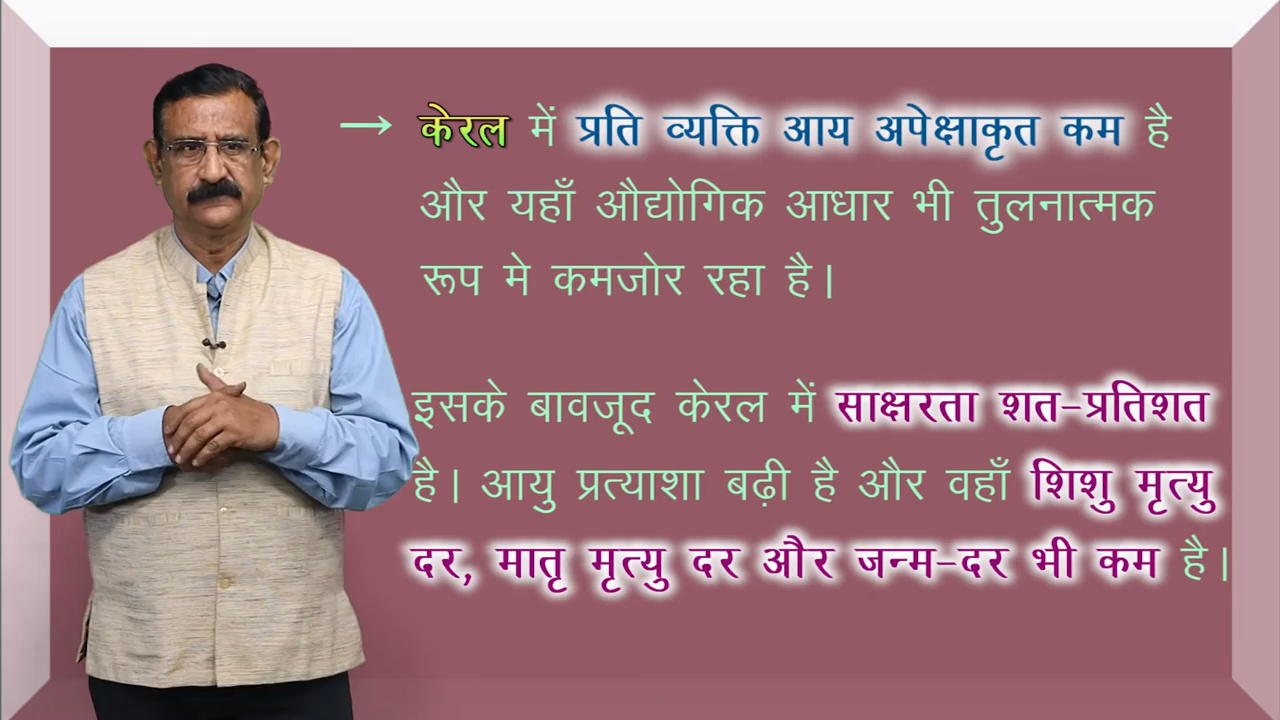 → केरल में प्रति व्यक्ति आय अपेक्षाकृत कम है
और यहाँ औद्योगिक आधार भी तुलनात्मक
रूप मे कमजोर रहा है।
इसके बावजूद केरल में साक्षरता शत-प्रतिशत
है। आयु प्रत्याशा बढ़ी है और वहाँ शिशु मृत्यु
दर, मातृ मृत्यु दर और जन्म-दर भी कम है।